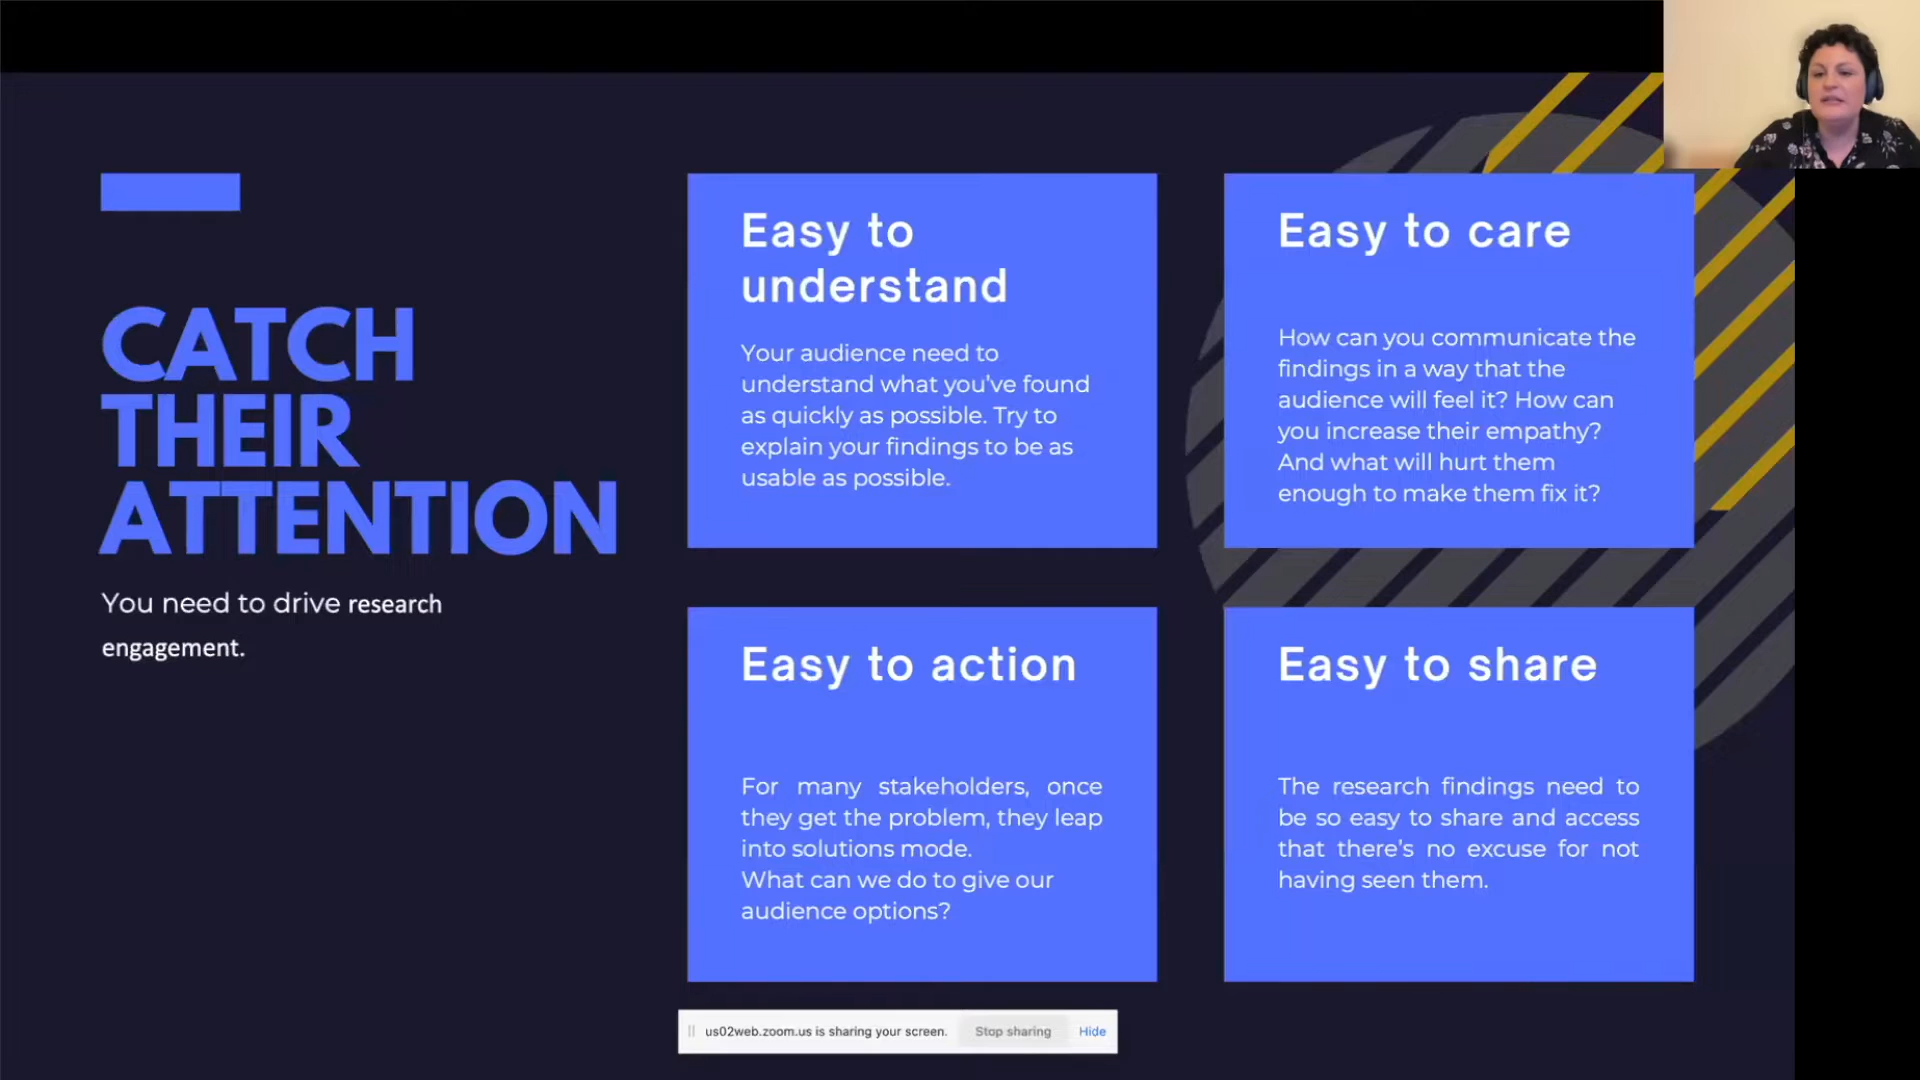 CATCH
THEIR
ATTENTION
You need to drive research
engagement.
Easy to
understand
Your audience need to
understand what you've found
as quickly as possible. Try to
explain your findings to be as
usable as possible.
Easy to care
How can you communicate the
findings in a way that the
audience will feel it? How can
you increase their empathy?
And what will hurt them
enough to make them fix it?
Easy to action
For many stakeholders, once
they get the problem, they leap
into solutions mode.
What can we do to give our
audience options?
Easy to share
The research findings need to
be so easy to share and access
that there's no excuse for not
having seen them.
us02web.zoom.us is sharing your screen. Stop sharing Hide